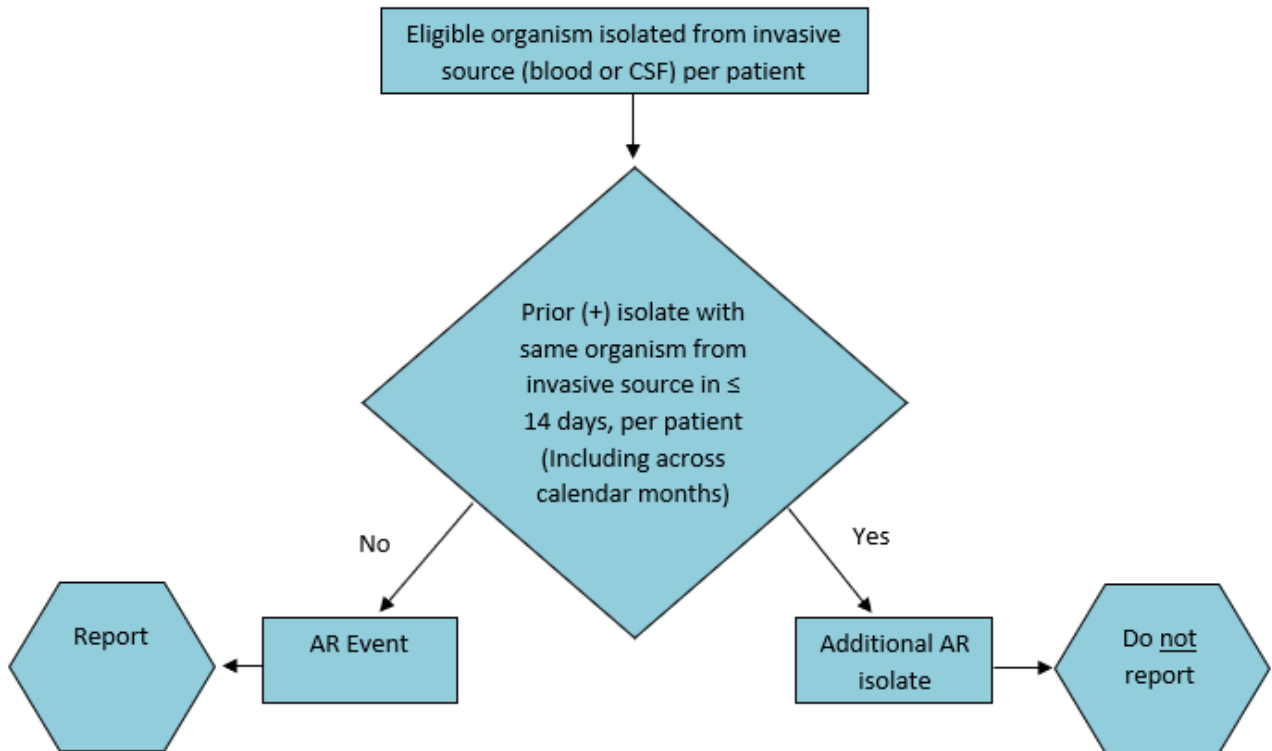 Eligible organism isolated from invasive
source (blood or CSF) per patient
Prior (+) isolate with
same organism from
invasive source in ≤
14 days, per patient
(Including across
calendar months)
No
Yes
Report
AR Event
Additional AR
isolate
Do not
report